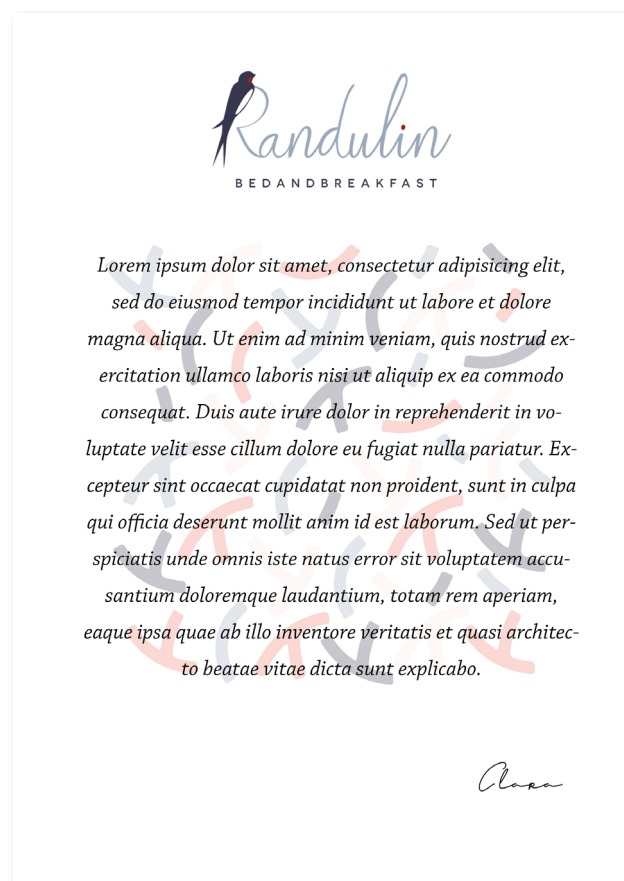 Randulin
BEDANDBREAKFAST
Lorem ipsum dolor sit amet, consectetur adipisicing elit,
sed do eiusmod tempor incididunt ut labore et dolore
magna aliqua. Ut enim ad minim veniam, quis nostrud ex-
ercitation ullamco laboris nisi ut aliquip ex ea commodo
consequat. Duis aute irure dolor in reprehenderit in vo-
luptate velit esse cillum dolore eu fugiat nulla pariatur. Ex-
cepteur sint occaecat cupidatat non proident, sunt in culpa
qui officia deserunt mollit anim id est laborum. Sed ut per-
spiciatis unde omnis iste natus error sit voluptatem accu-
santium doloremque laudantium, totam rem aperiam,
eaque ipsa quae ab illo inventore veritatis et quasi architec-
to beatae vitae dicta sunt explicabo.
Clara